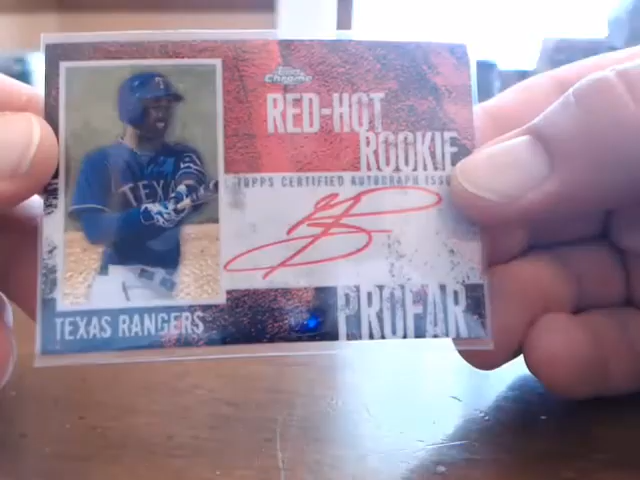 Topps
Chrome
RED-HOT
ROOKIE
TOPPS CERTIFIED AUTOGRAPH ISSUE
TEXAS
PROFAR
TEXAS RANGERS